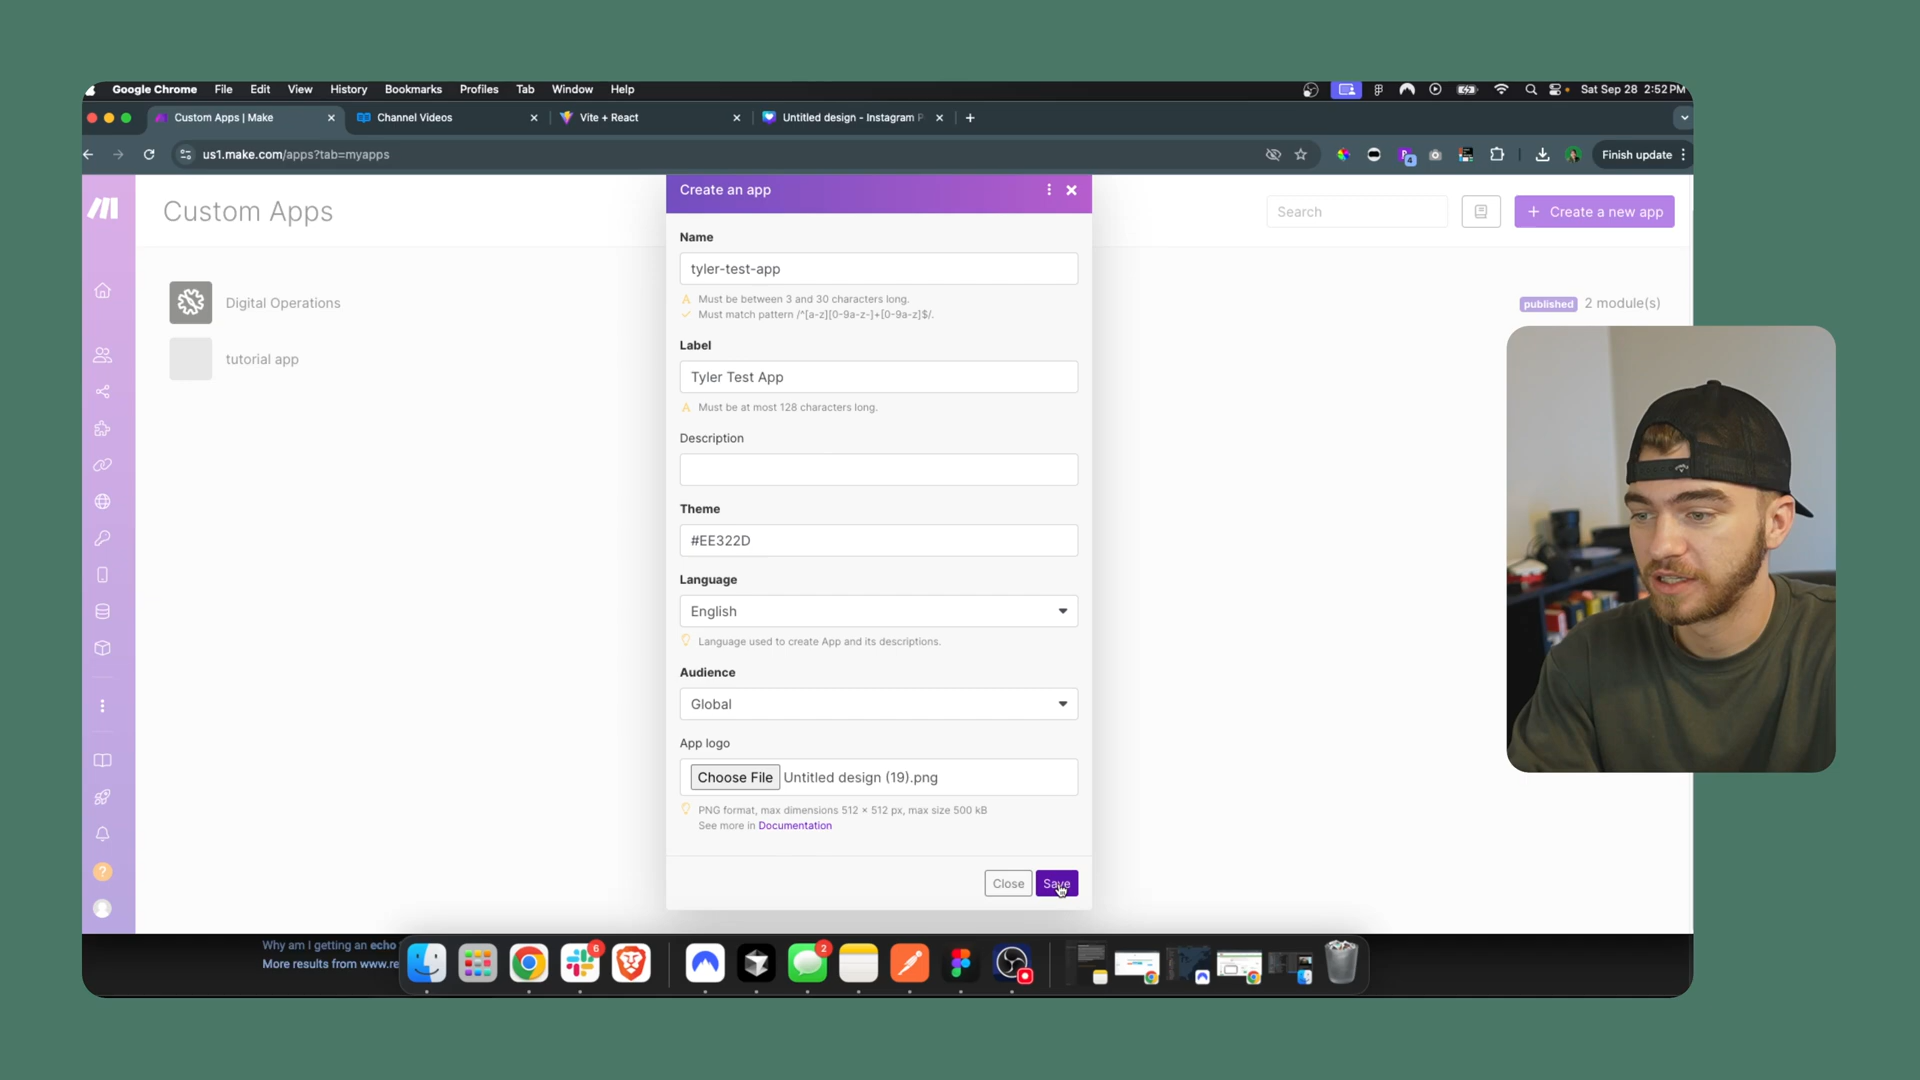 Google Chrome File Edit View History Bookmarks Profiles Tab Window Help
Sat Sep 28 2:52 PM
Custom Apps | Make
Channel Videos
Vite + React
Untitled design - Instagram P
us1.make.com/apps?tab=myapps
4
Finish update
Custom Apps
Search
+ Create a new app
Digital Operations
published 2 module(s)
tutorial app
Create an app
Name
tyler-test-app
Must be between 3 and 30 characters long.
Must match pattern /^[a-z][0-9a-z-]+[0-9a-z]$/.
Label
Tyler Test App
Must be at most 128 characters long.
Description
Theme
#EE322D
Language
English
Language used to create App and its descriptions.
Audience
Global
App logo
Choose File Untitled design (19).png
PNG format, max dimensions 512 × 512 px, max size 500 kB
See more in Documentation
Close
Save
?
Why am I getting an echo
More results from www.re
6
2